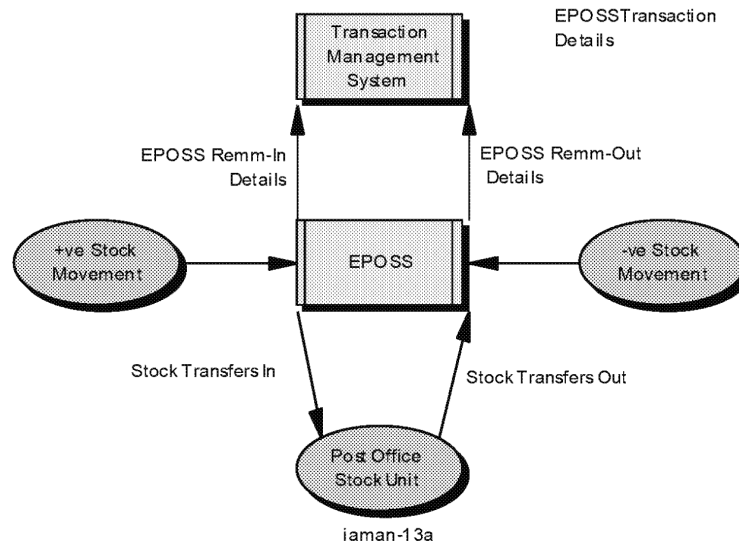 EPOSSTransaction
Details
Transaction
Management
System
EPOSS Remm-In
Details
EPOSS Remm-Out
Details
+ve Stock
Movement
EPOSS
-ve Stock
Movement
Stock Transfers In
Stock Transfers Out
Post Office
Stock Unit
iaman-13a